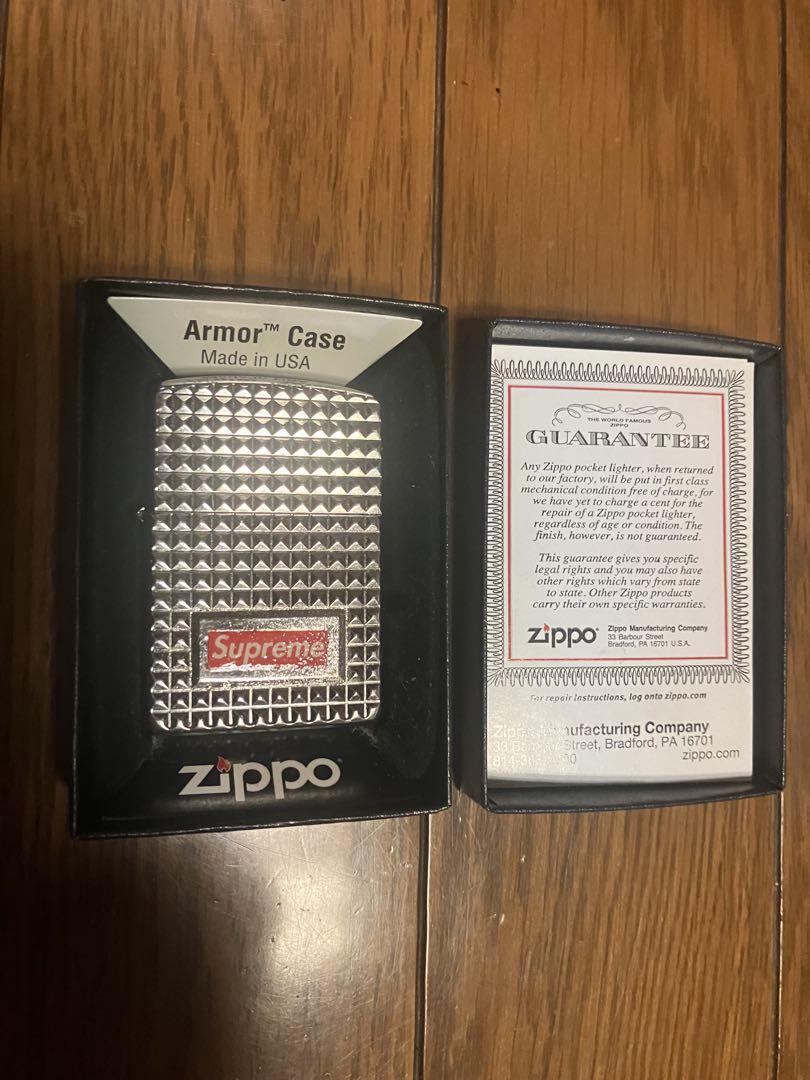 Armor™ Case
Made in USA
Supreme
zippo
THE WORLD FAMOUS
ZIPPO
GUARANTEE
Any Zippo pocket lighter, when returned
to our factory, will be put in first class
mechanical condition free of charge, for
we have yet to charge a cent for the
repair of a Zippo pocket lighter,
regardless of age or condition. The
finish, however, is not guaranteed.
This guarantee gives you specific
legal rights and you may also have
other rights which vary from state
to state. Other Zippo products
carry their own specific warranties.
zippo
Zippo Manufacturing Company
33 Barbour Street
Bradford, PA 16701 U.S.A.
For repair instructions, log onto zippo.com
Company
Street, Bradford, PA 16701
zippo.com